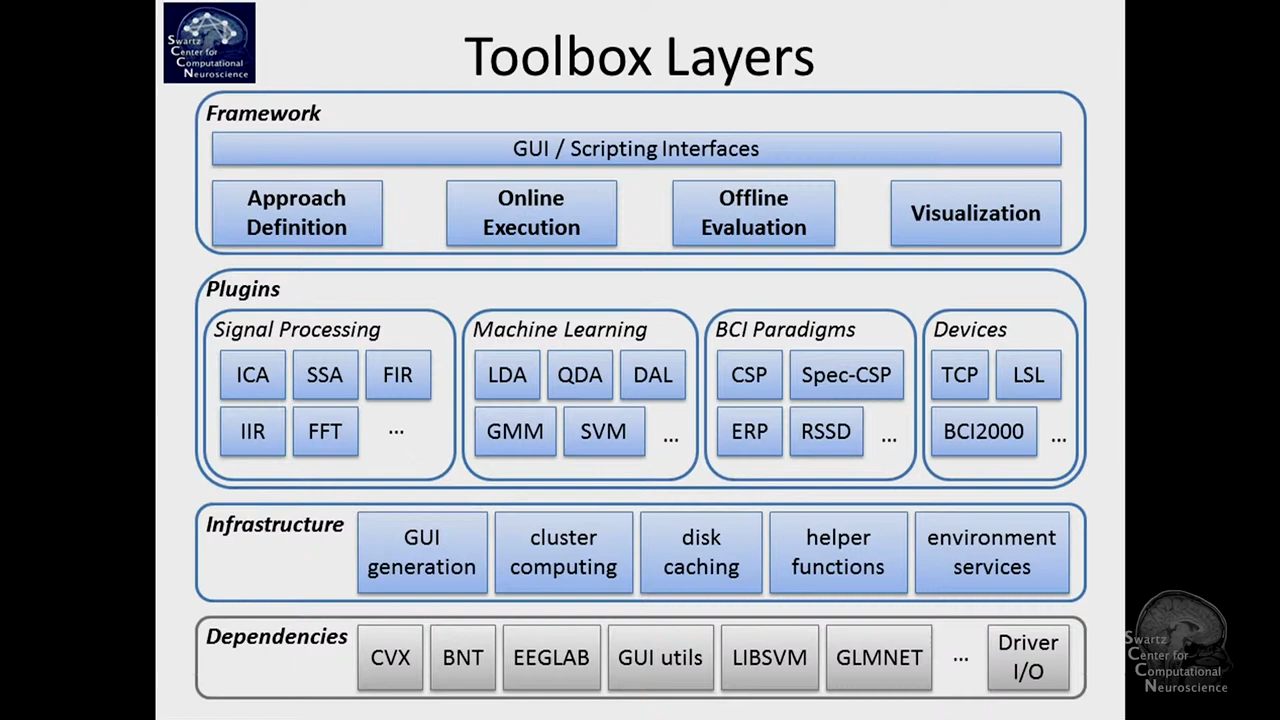 Swartz
Center for
Computational
Neuroscience
Toolbox Layers
Framework
GUI / Scripting Interfaces
Approach
Definition
Online
Execution
Offline
Evaluation
Visualization
Plugins
Signal Processing
ICA
SSA
FIR
IIR
FFT
...
Machine Learning
LDA
QDA
DAL
GMM
SVM
...
BCI Paradigms
CSP
Spec-CSP
ERP
RSSD
...
Devices
TCP
LSL
BCI2000
...
Infrastructure
GUI
generation
cluster
computing
disk
caching
helper
functions
environment
services
Dependencies
CVX
BNT
EEGLAB
GUI utils
LIBSVM
GLMNET
...
Driver
I/O
Swartz
Center for
Computational
Neuroscience